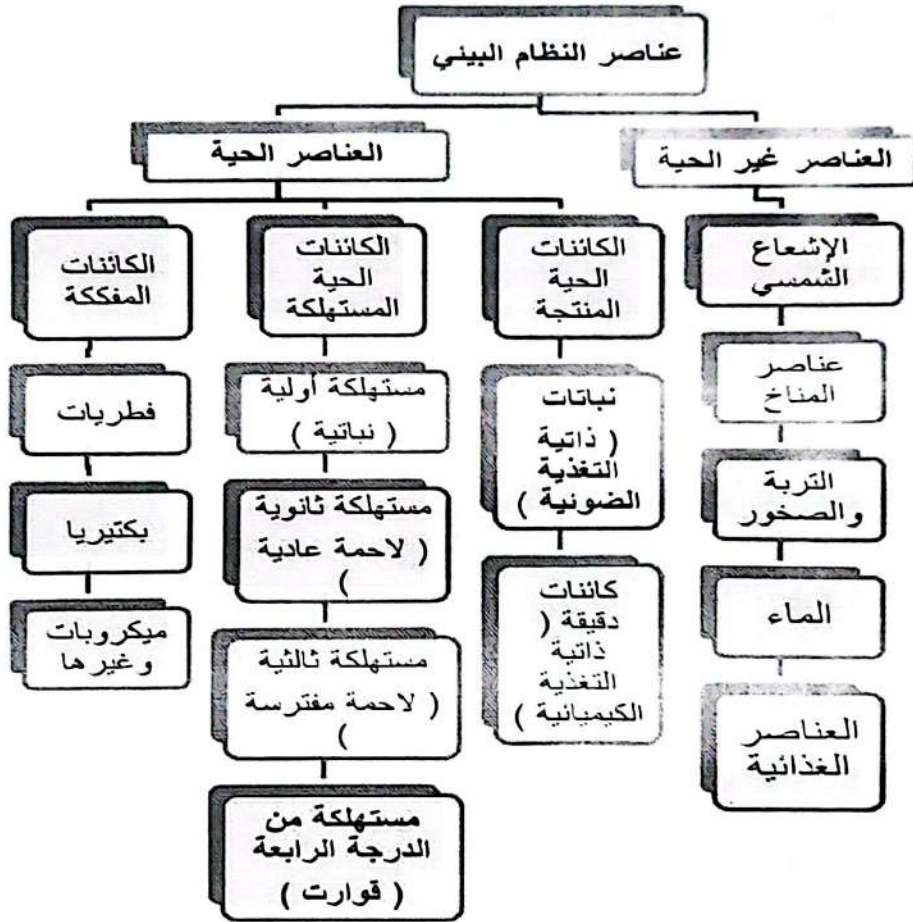 عناصر النظام البيئي
العناصر غير الحية
العناصر الحية
الإشعاع
الشمسي
عناصر
المناخ
التربة
والصخور
الماء
العناصر
الغذائية
الكائنات
الحية
المنتجة
نباتات
( ذاتية
التغذية
الضوئية )
كائنات
دقيقة (
ذاتية
التغذية
الكيميائية )
الكائنات
الحية
المستهلكة
مستهلكة أولية
( نباتية )
مستهلكة ثانوية
( لاحمة عادية
)
مستهلكة ثالثية
( لاحمة مفترسة
)
مستهلكة من
الدرجة الرابعة
( قوارت )
الكائنات
المفككة
فطريات
بكتيريا
ميكروبات
وغيرها